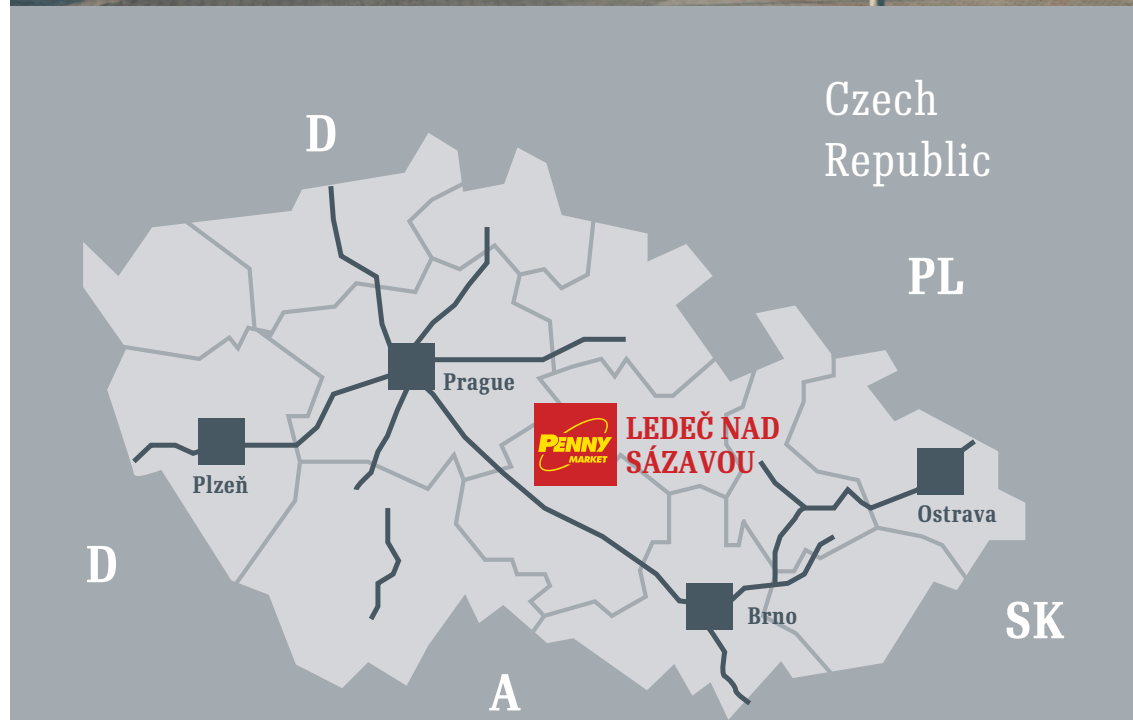 Czech
Republic
D
PL
Prague
PENNY
MARKET
LEDEČ NAD
SÁZAVOU
Plzeň
Ostrava
D
Brno
SK
A